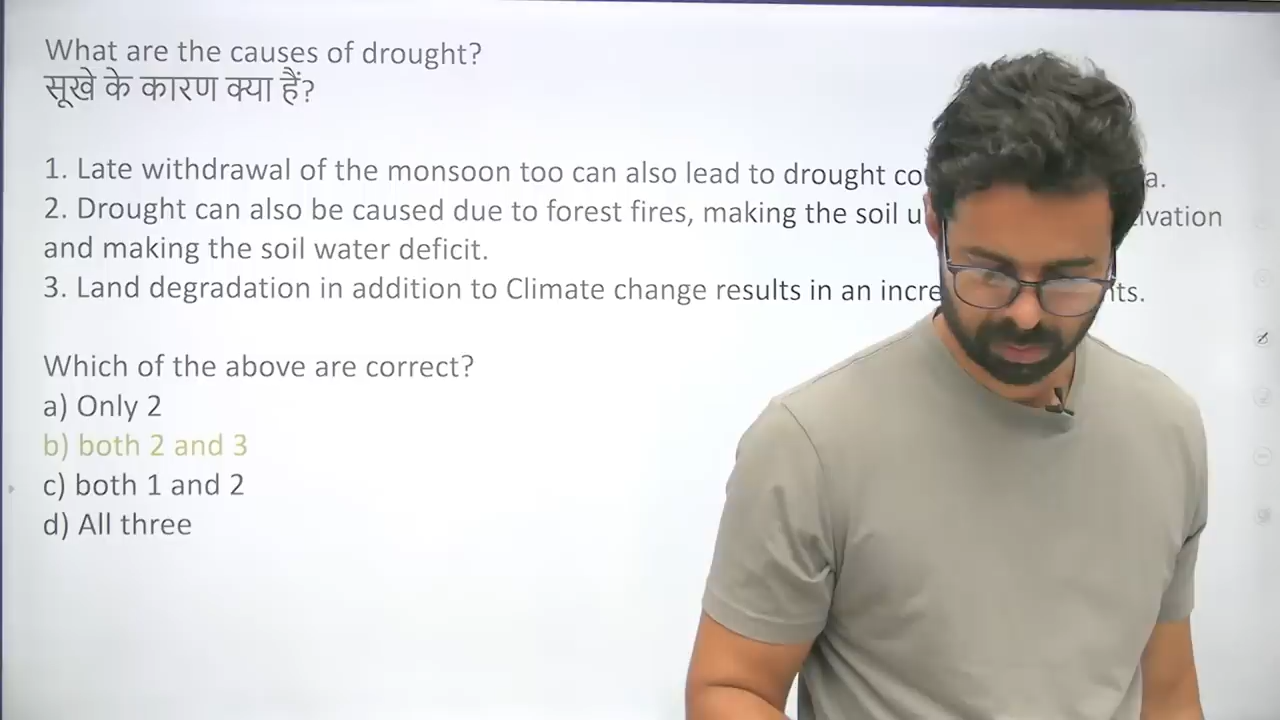 What are the causes of drought?
सूखे के कारण क्या हैं?
1. Late withdrawal of the monsoon too can also lead to drought
2. Drought can also be caused due to forest fires, making the soil
and making the soil water deficit.
3. Land degradation in addition to Climate change results in an
Which of the above are correct?
a) Only 2
b) both 2 and 3
c) both 1 and 2
d) All three